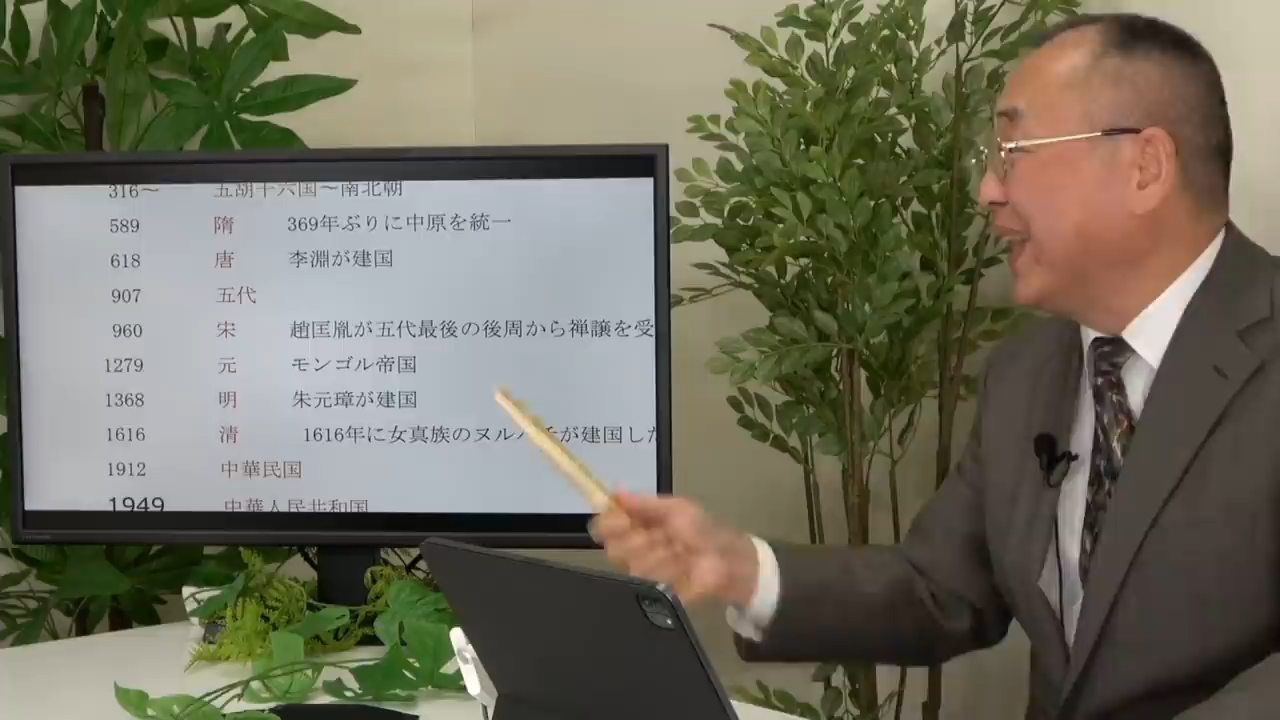 316～ 五胡十六国～南北朝
589 隋 369年ぶりに中原を統一
618 唐 李淵が建国
907 五代
960 宋 趙匡胤が五代最後の後周から禅譲を受
1279 元 モンゴル帝国
1368 明 朱元璋が建国
1616 清 1616年に女真族のヌルハチが建国した
1912 中華民国
1949 中華人民共和国